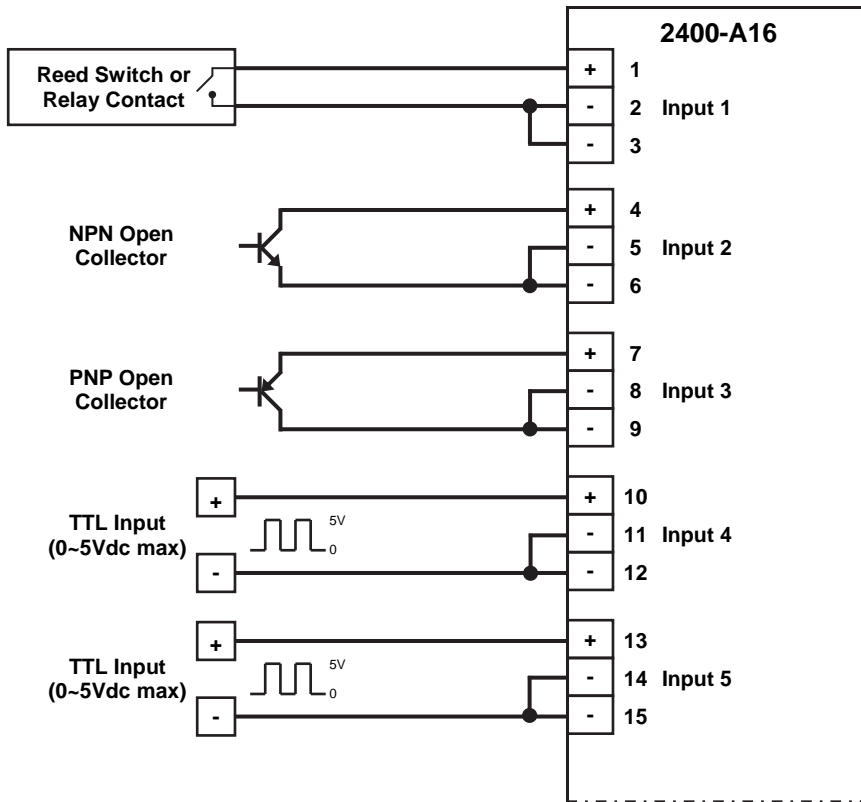 2400-A16
Reed Switch or
Relay Contact
+ 1
- 2 Input 1
- 3
NPN Open
Collector
+ 4
- 5 Input 2
- 6
PNP Open
Collector
+ 7
- 8 Input 3
- 9
TTL Input
(0~5Vdc max)
+
-
5V
0
+ 10
- 11 Input 4
- 12
TTL Input
(0~5Vdc max)
+
-
5V
0
+ 13
- 14 Input 5
- 15